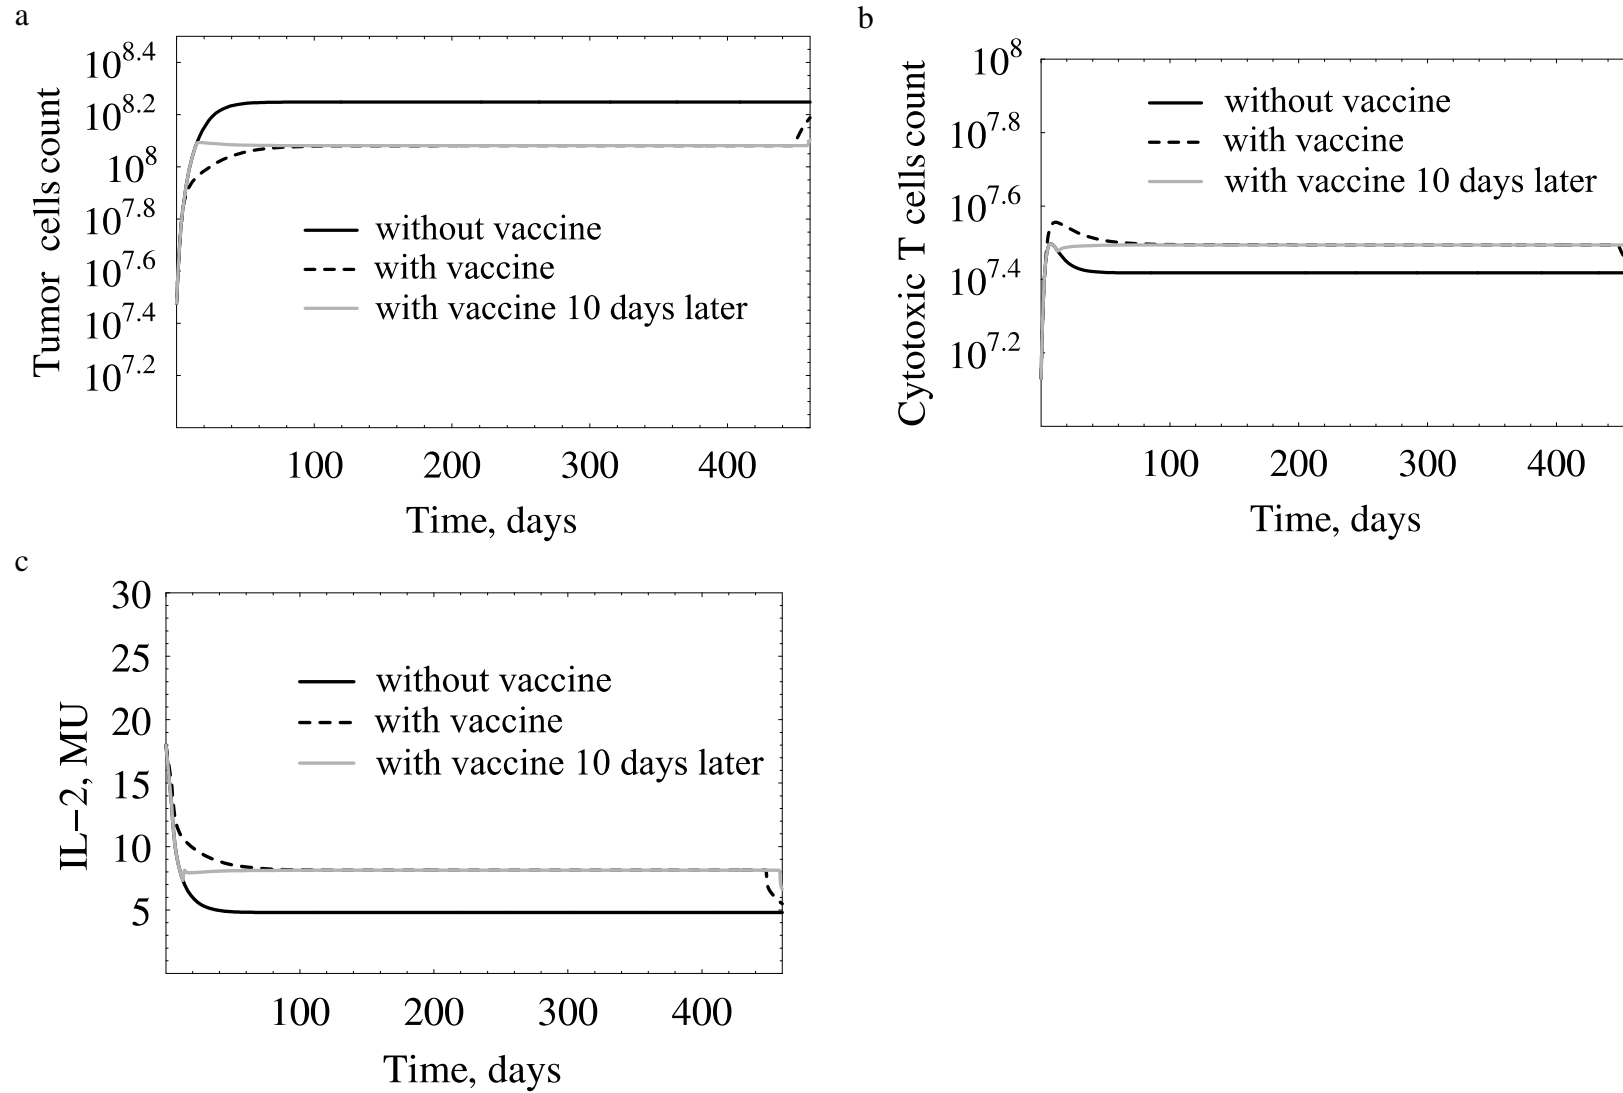 a
10^8.4
10^8.2
10^8
10^7.8
10^7.6
10^7.4
10^7.2
Tumor cells count
without vaccine
with vaccine
with vaccine 10 days later
100 200 300 400
Time, days
b
10^8
10^7.8
10^7.6
10^7.4
10^7.2
Cytotoxic T cells count
without vaccine
with vaccine
with vaccine 10 days later
100 200 300 400
Time, days
c
30
25
20
15
10
5
IL-2, MU
without vaccine
with vaccine
with vaccine 10 days later
100 200 300 400
Time, days